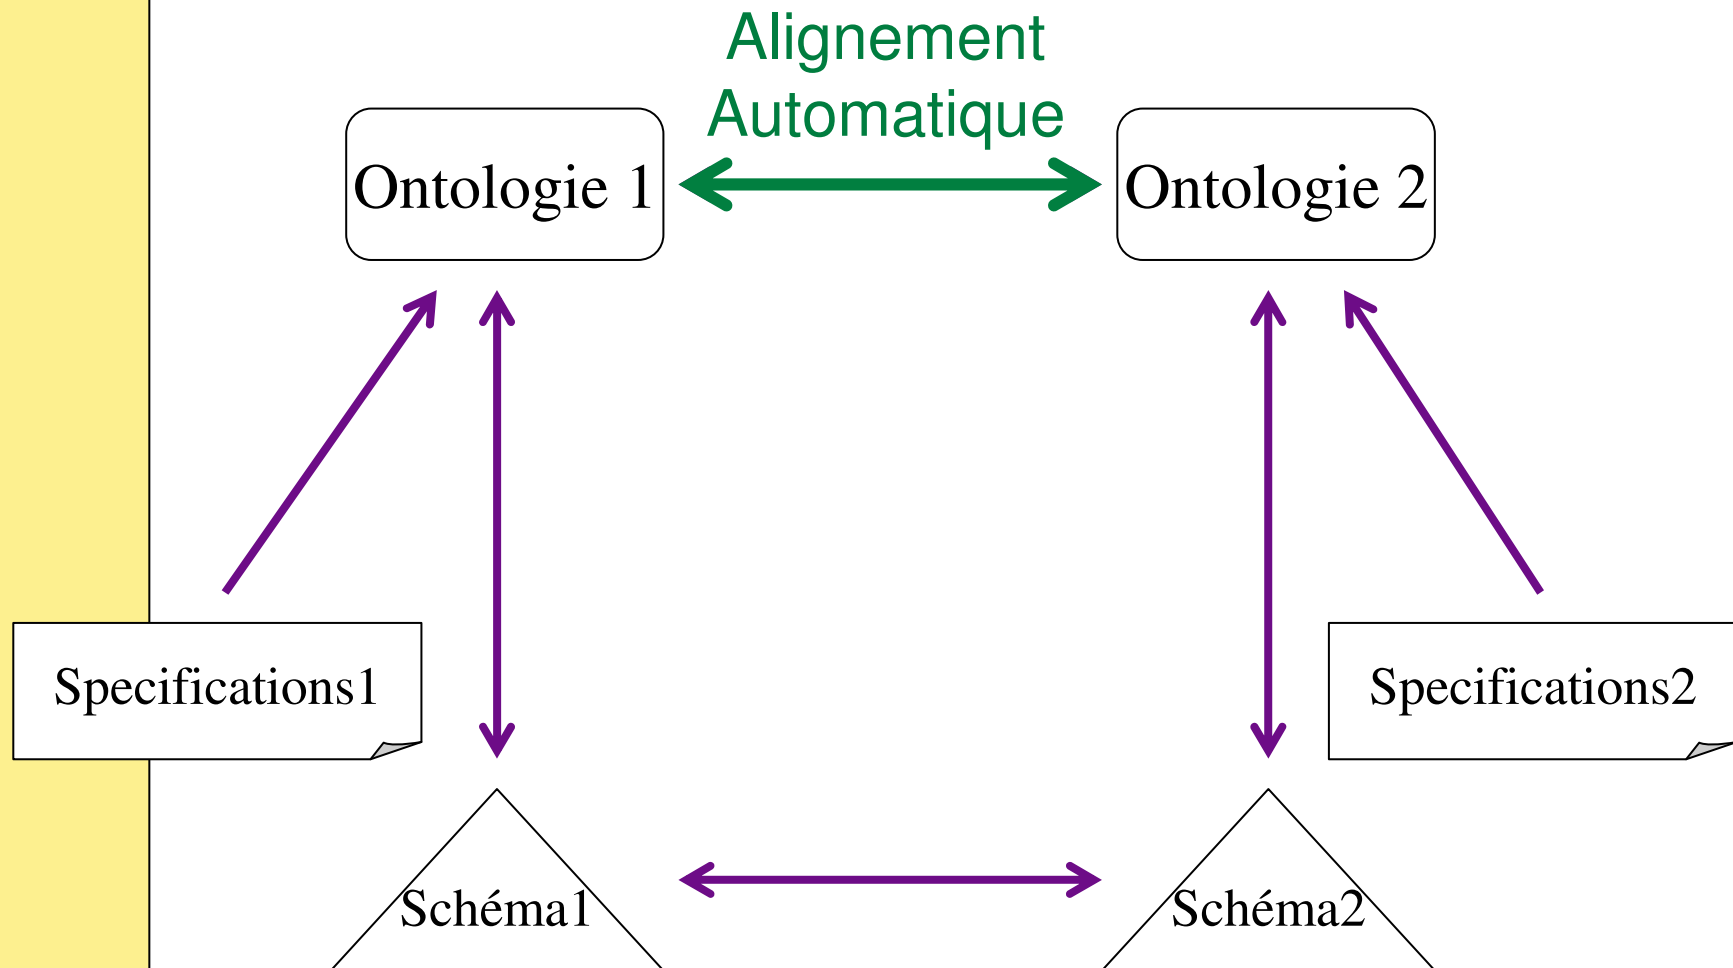 Alignement
Automatique
Ontologie 1
Ontologie 2
Specifications1
Specifications2
Schéma1
Schéma2